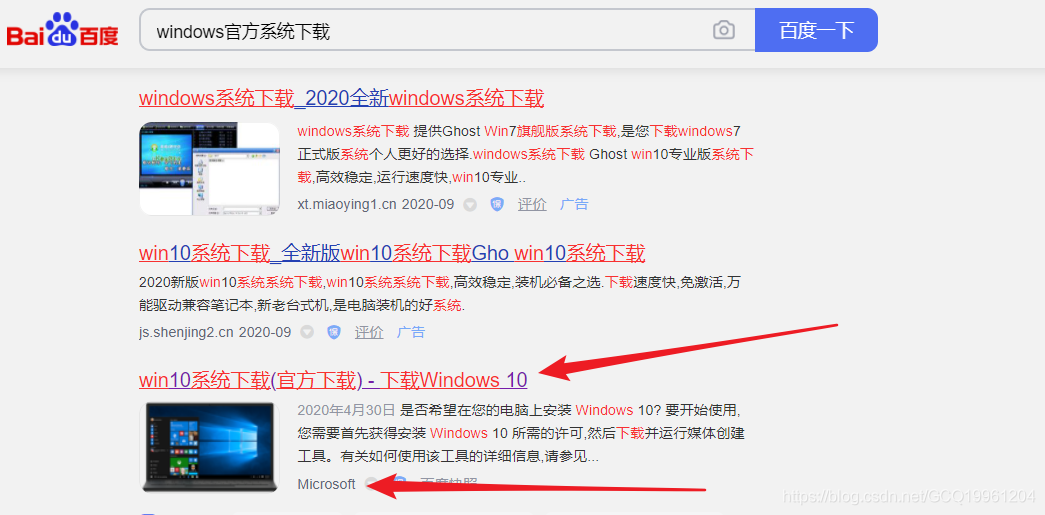 Bai du 百度
windows官方系统下载
百度一下
windows系统下载_2020全新windows系统下载
windows系统下载 提供Ghost Win7旗舰版系统下载,是您下载windows7
正式版系统个人更好的选择.windows系统下载 Ghost win10专业版系统下
载,高效稳定,运行速度快,win10专业..
xt.miaoying1.cn 2020-09 评价 广告
win10系统下载_全新版win10系统下载Gho win10系统下载
2020新版win10系统系统下载,win10系统系统下载,高效稳定,装机必备之选.下载速度快,免激活,万
能驱动兼容笔记本,新老台式机,是电脑装机的好系统.
js.shenjing2.cn 2020-09 评价 广告
win10系统下载(官方下载) - 下载Windows 10
2020年4月30日 是否希望在您的电脑上安装 Windows 10? 要开始使用,
您需要首先获得安装 Windows 10 所需的许可,然后下载并运行媒体创建
工具。有关如何使用该工具的详细信息,请参见...
Microsoft 百度快照
https://blog.csdn.net/GCQ19961204